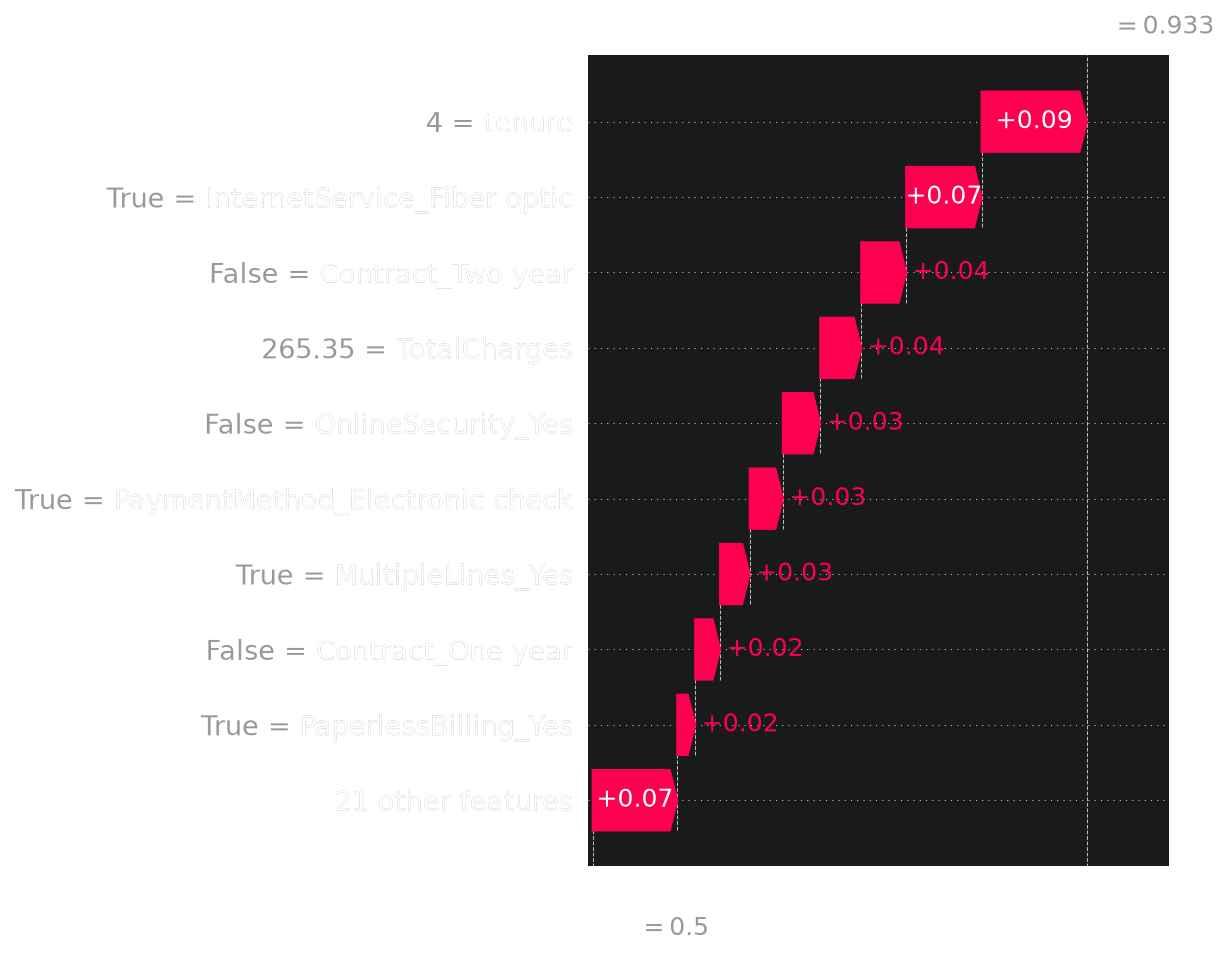 = 0.933
4 = tenure +0.09
True = InternetService_Fiber optic +0.07
False = Contract_Two year +0.04
265.35 = TotalCharges +0.04
False = OnlineSecurity_Yes +0.03
True = PaymentMethod_Electronic check +0.03
True = MultipleLines_Yes +0.03
False = Contract_One year +0.02
True = PaperlessBilling_Yes +0.02
21 other features +0.07
= 0.5